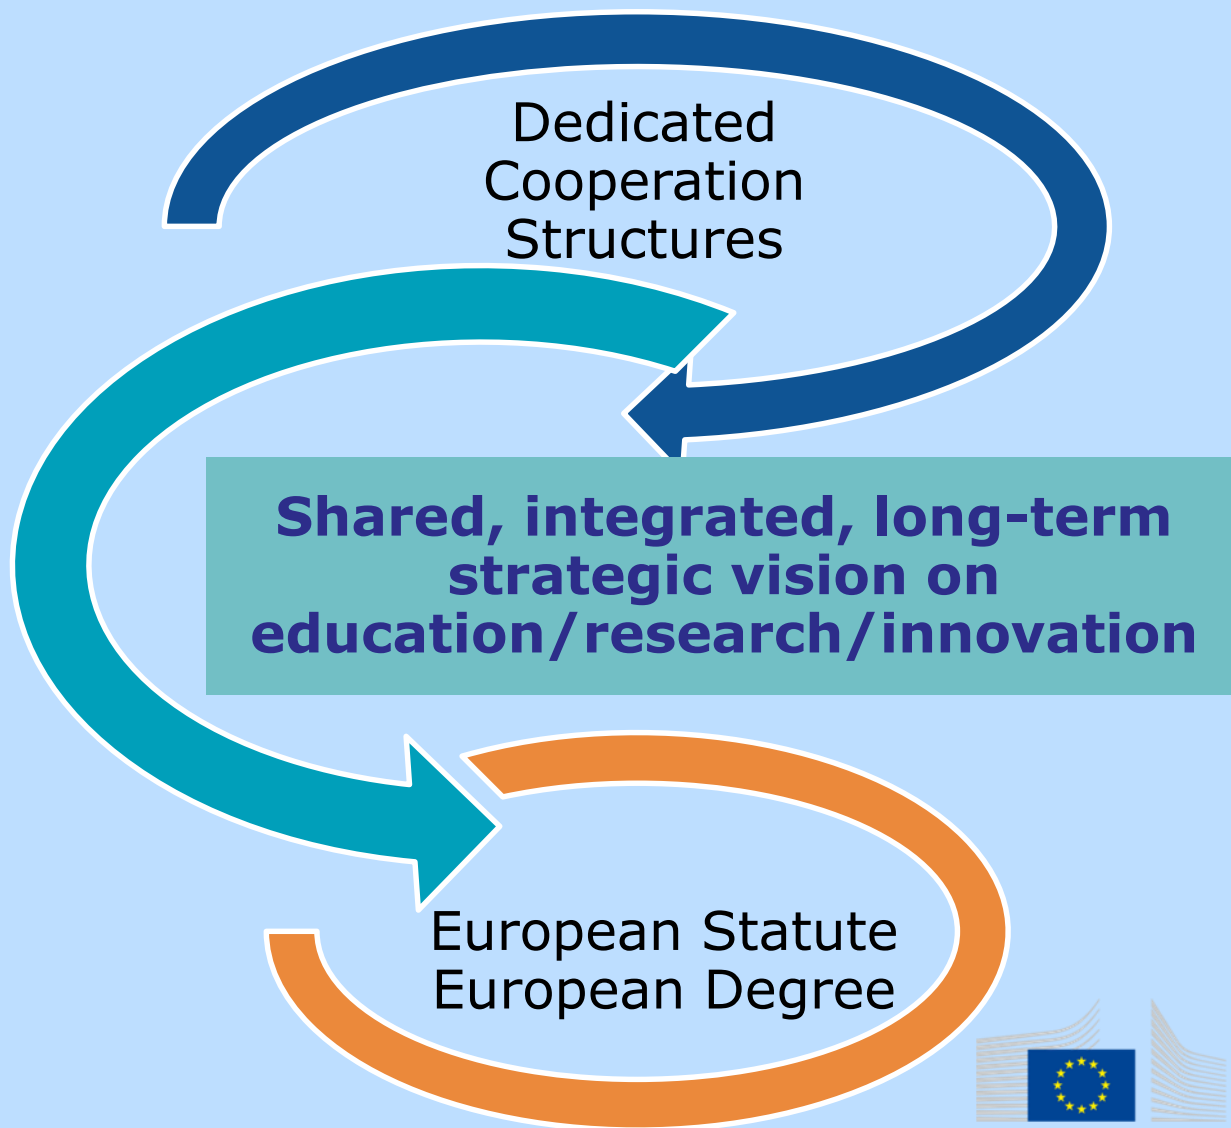 Dedicated
Cooperation
Structures
Shared, integrated, long-term
strategic vision on
education/research/innovation
European Statute
European Degree